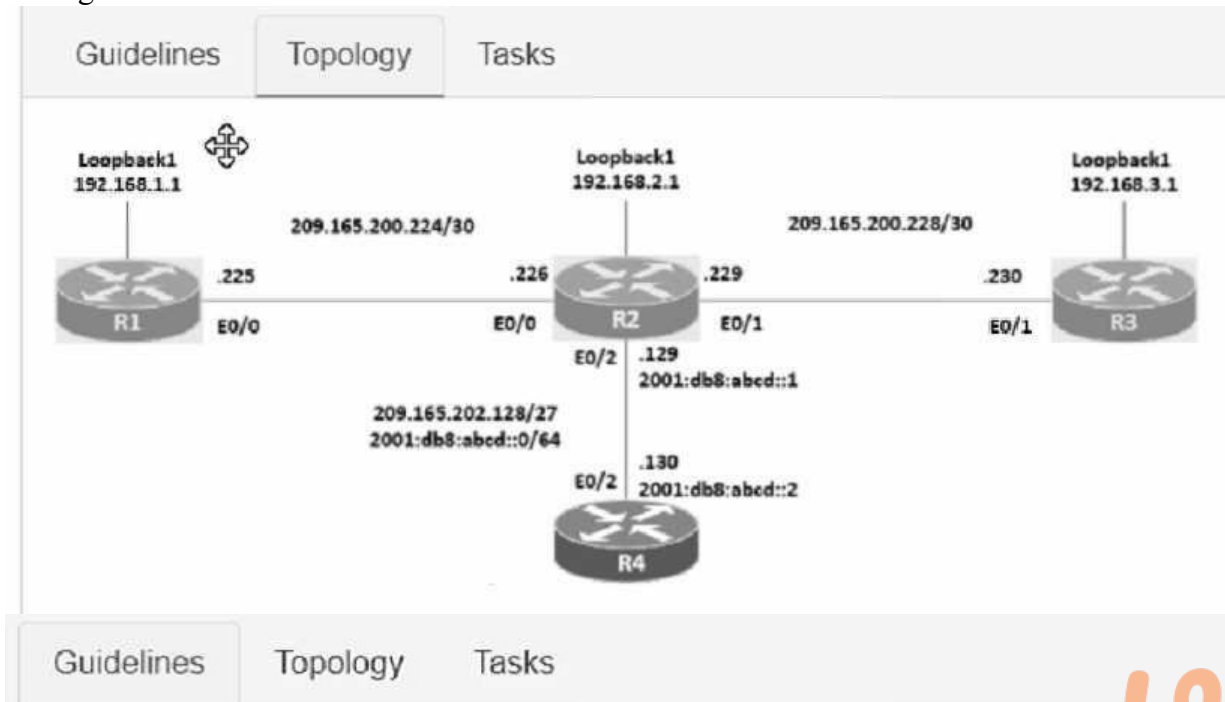 Guidelines Topology Tasks
Loopback1
192.168.1.1
Loopback1
192.168.2.1
Loopback1
192.168.3.1
209.165.200.224/30
209.165.200.228/30
.225
.226
.229
.230
R1
R2
R3
E0/0
E0/0
E0/1
E0/1
E0/2
.129
2001:db8:abcd::1
209.165.202.128/27
2001:db8:abcd::0/64
.130
E0/2
2001:db8:abcd::2
R4
Guidelines Topology Tasks